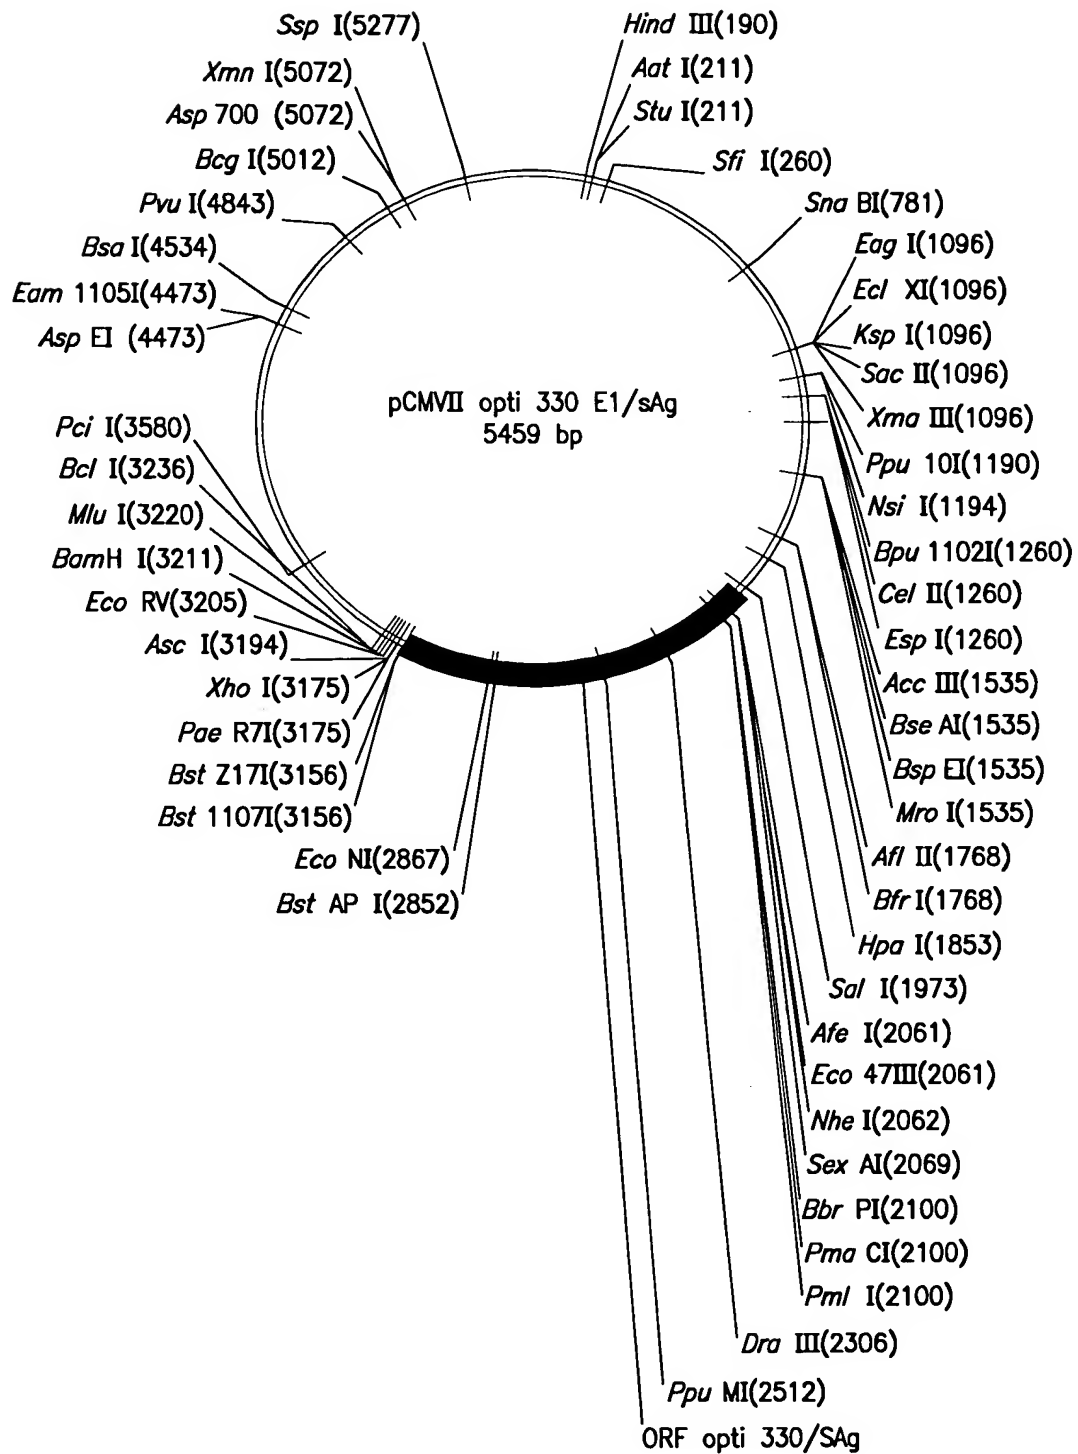 Ssp I(5277)
Xmn I(5072)
Asp 700 (5072)
Bcg I(5012)
Pvu I(4843)
Bsa I(4534)
Eam 1105I(4473)
Asp EI (4473)
Pci I(3580)
Bcl I(3236)
Mlu I(3220)
BamH I(3211)
Eco RV(3205)
Asc I(3194)
Xho I(3175)
Pae R7I(3175)
Bst Z17I(3156)
Bst 1107I(3156)
Eco NI(2867)
Bst AP I(2852)
pCMVII opti 330 E1/sAg
5459 bp
Hind III(190)
Aat I(211)
Stu I(211)
Sfi I(260)
Sna BI(781)
Eag I(1096)
Ecl XI(1096)
Ksp I(1096)
Sac II(1096)
Xma III(1096)
Ppu 10I(1190)
Nsi I(1194)
Bpu 1102I(1260)
Cel II(1260)
Esp I(1260)
Acc III(1535)
Bse AI(1535)
Bsp EI(1535)
Mro I(1535)
Afl II(1768)
Bfr I(1768)
Hpa I(1853)
Sal I(1973)
Afe I(2061)
Eco 47III(2061)
Nhe I(2062)
Sex AI(2069)
Bbr PI(2100)
Pma CI(2100)
Pml I(2100)
Dra III(2306)
Ppu MI(2512)
ORF opti 330/SAg